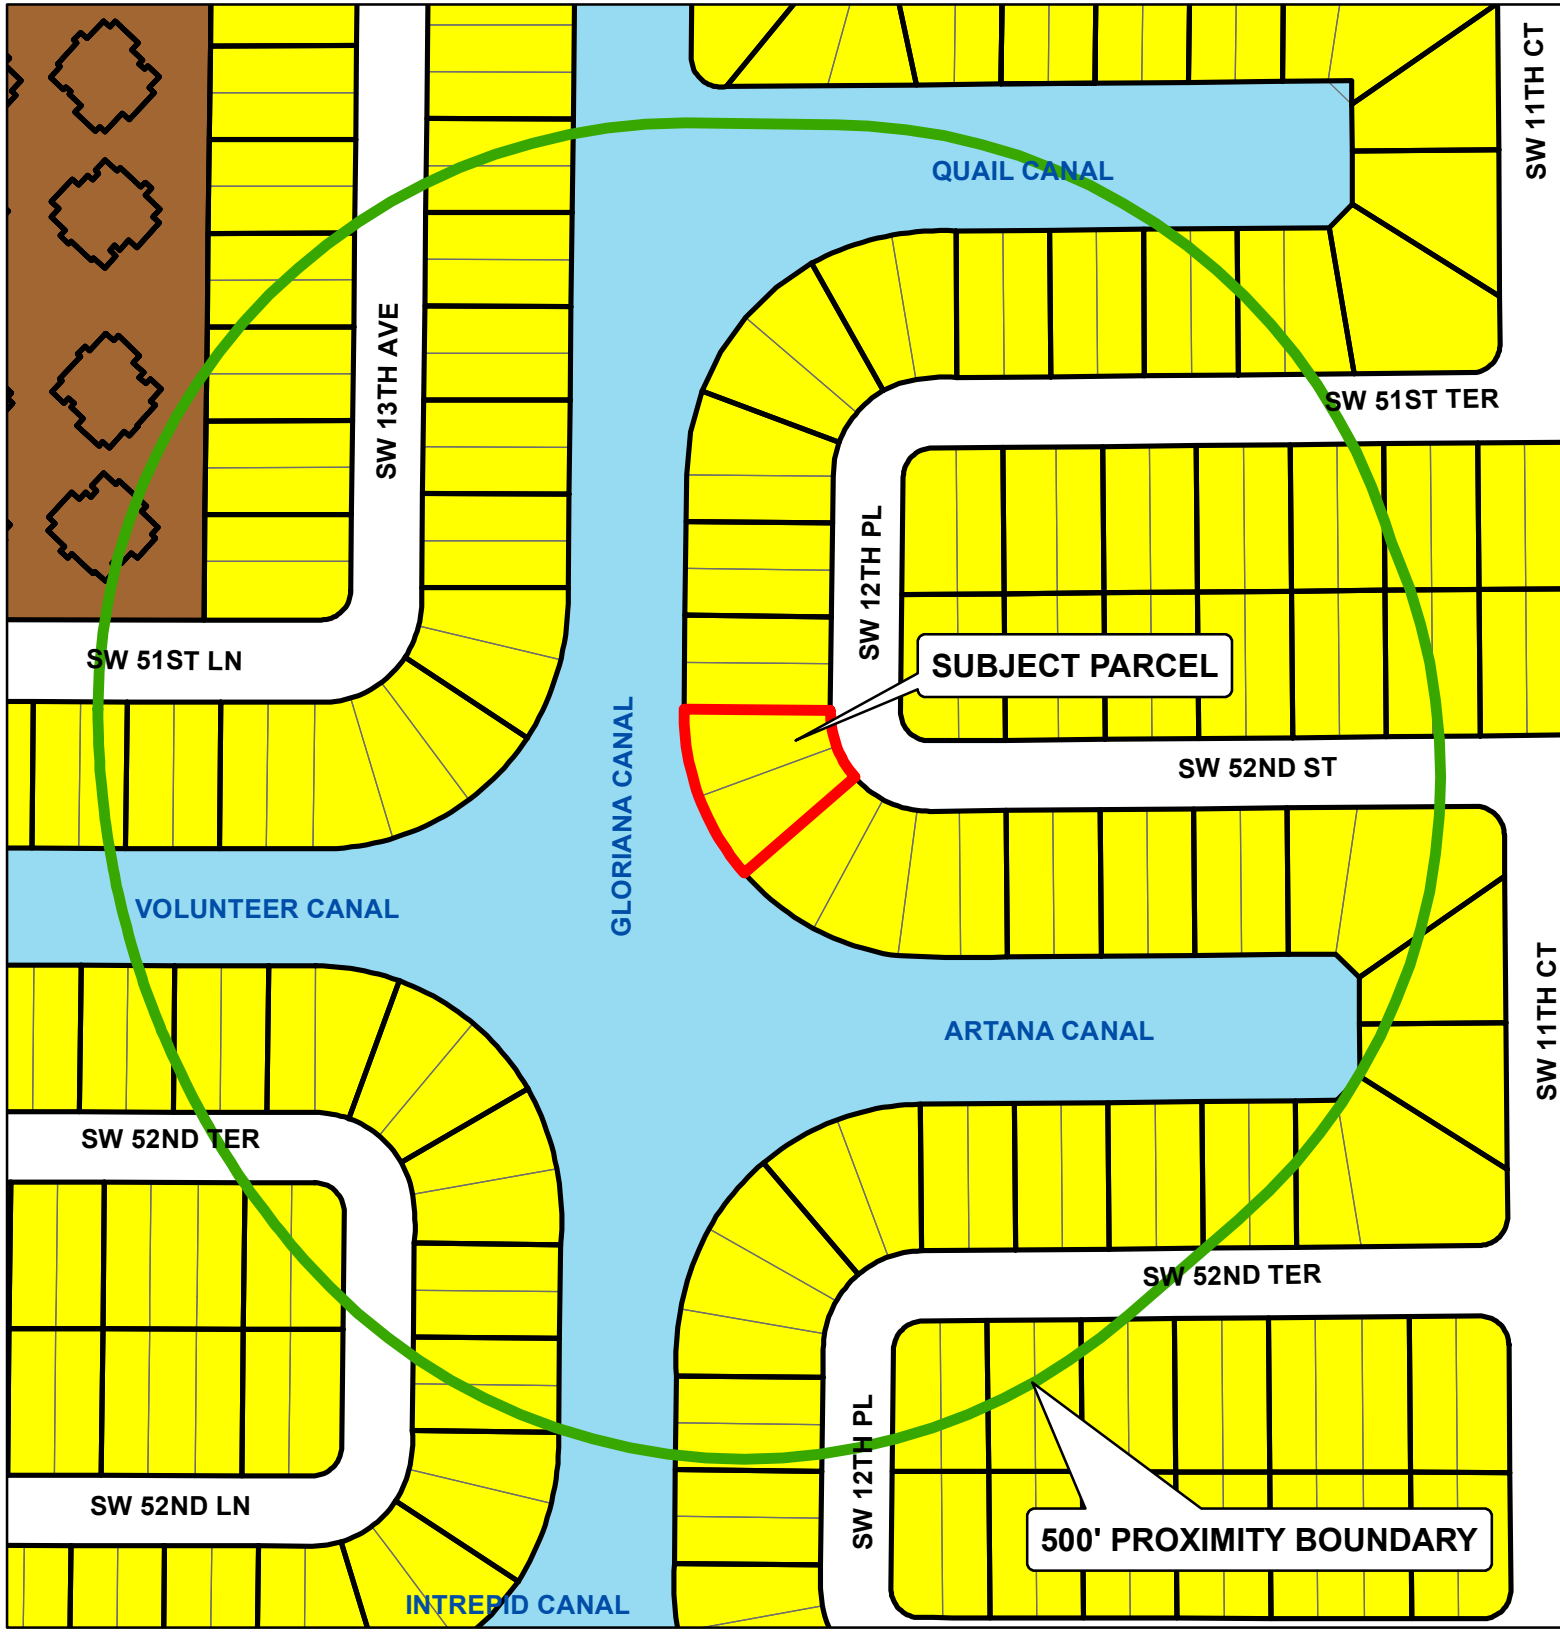 SW 11TH CT
QUAIL CANAL
SW 13TH AVE
SW 51ST TER
SW 12TH PL
SW 51ST LN
SUBJECT PARCEL
GLORIANA CANAL
SW 52ND ST
VOLUNTEER CANAL
ARTANA CANAL
SW 11TH CT
SW 52ND TER
SW 52ND TER
SW 12TH PL
SW 52ND LN
500' PROXIMITY BOUNDARY
INTREPID CANAL